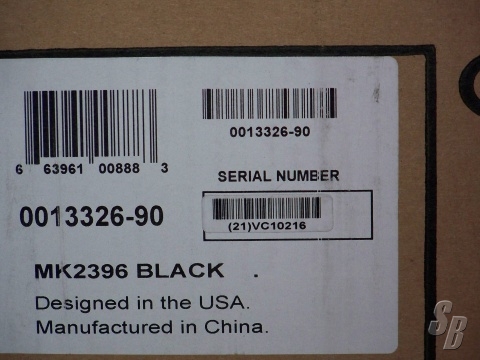 6 63961 00888 3
0013326-90
SERIAL NUMBER
0013326-90
(21)VC10216
MK2396 BLACK .
Designed in the USA.
Manufactured in China.
SB